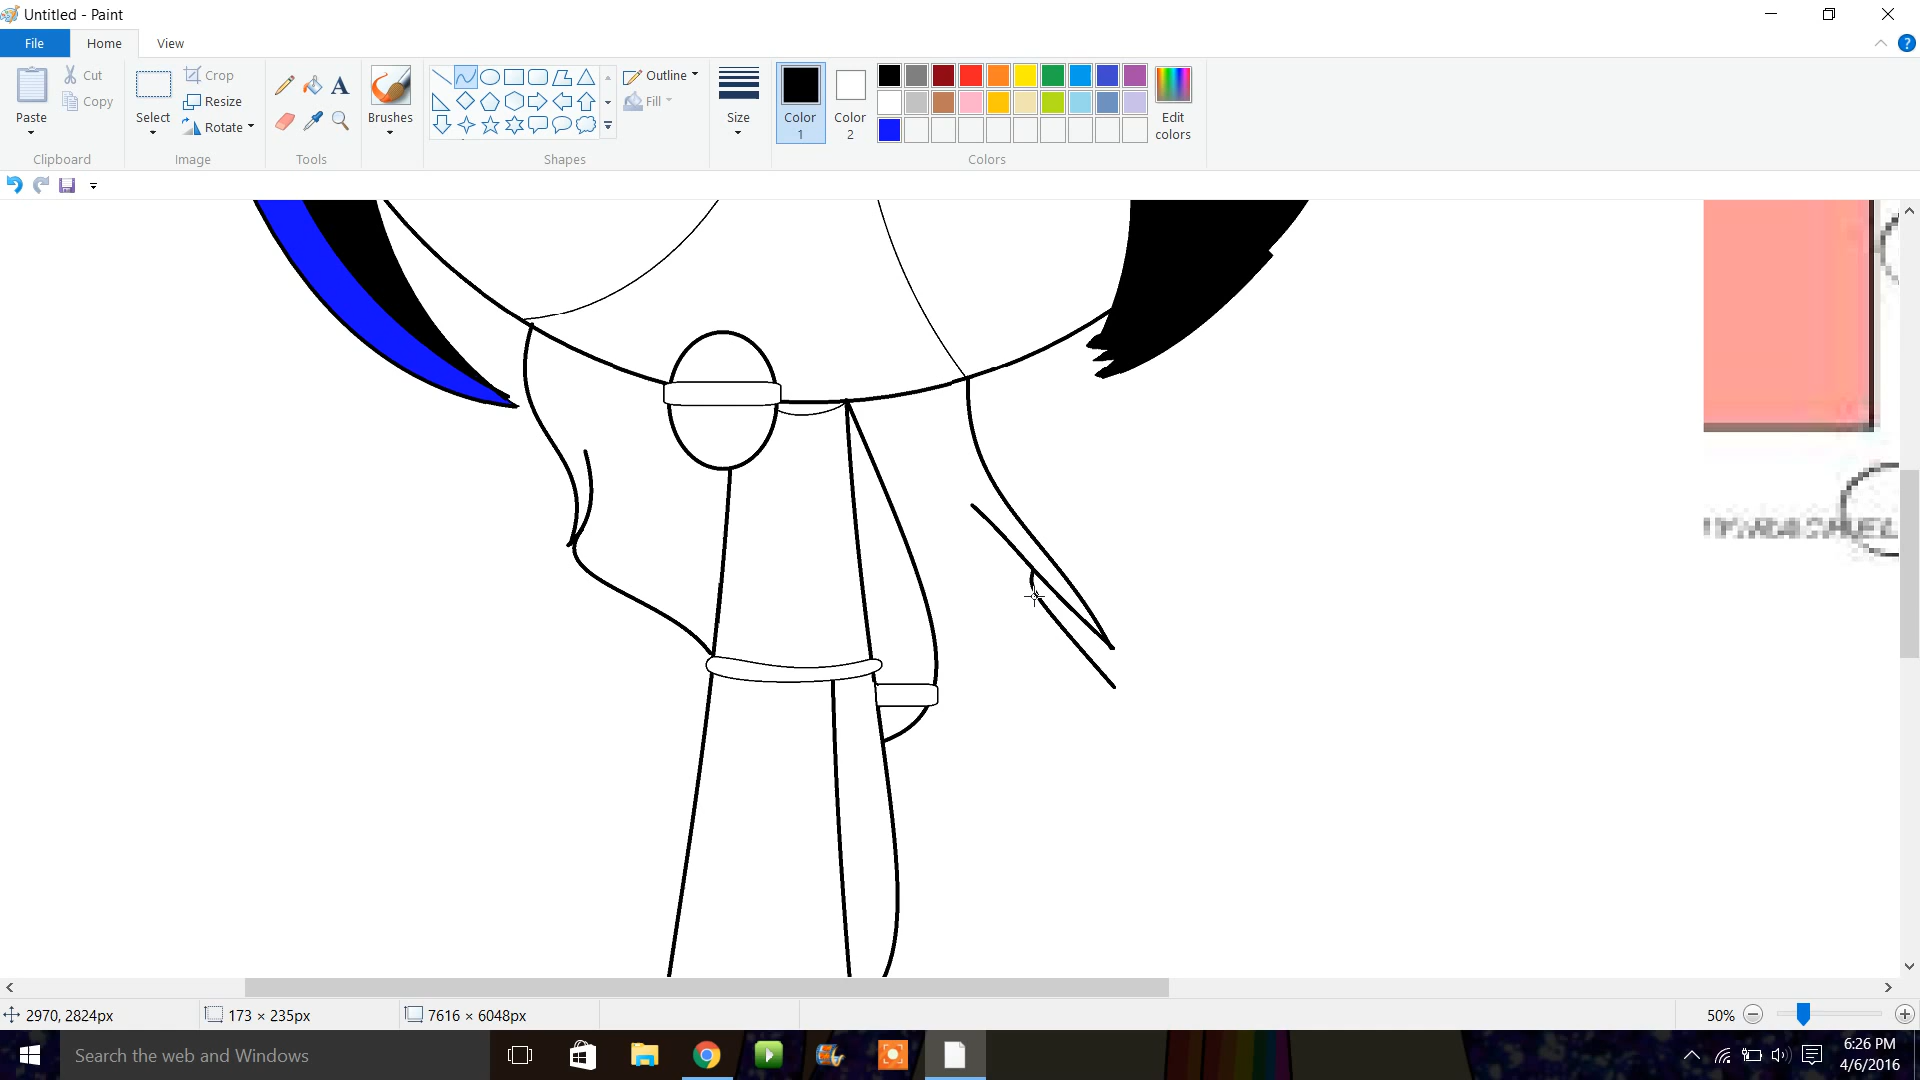 Untitled - Paint
File Home View
Paste
Cut
Copy
Clipboard
Select
Crop
Resize
Rotate
Image
Tools
Brushes
Shapes
Outline
Fill
Size
Color 1
Color 2
Edit colors
Colors
2970, 2824px
173 × 235px
7616 × 6048px
50%
Search the web and Windows
6:26 PM
4/6/2016